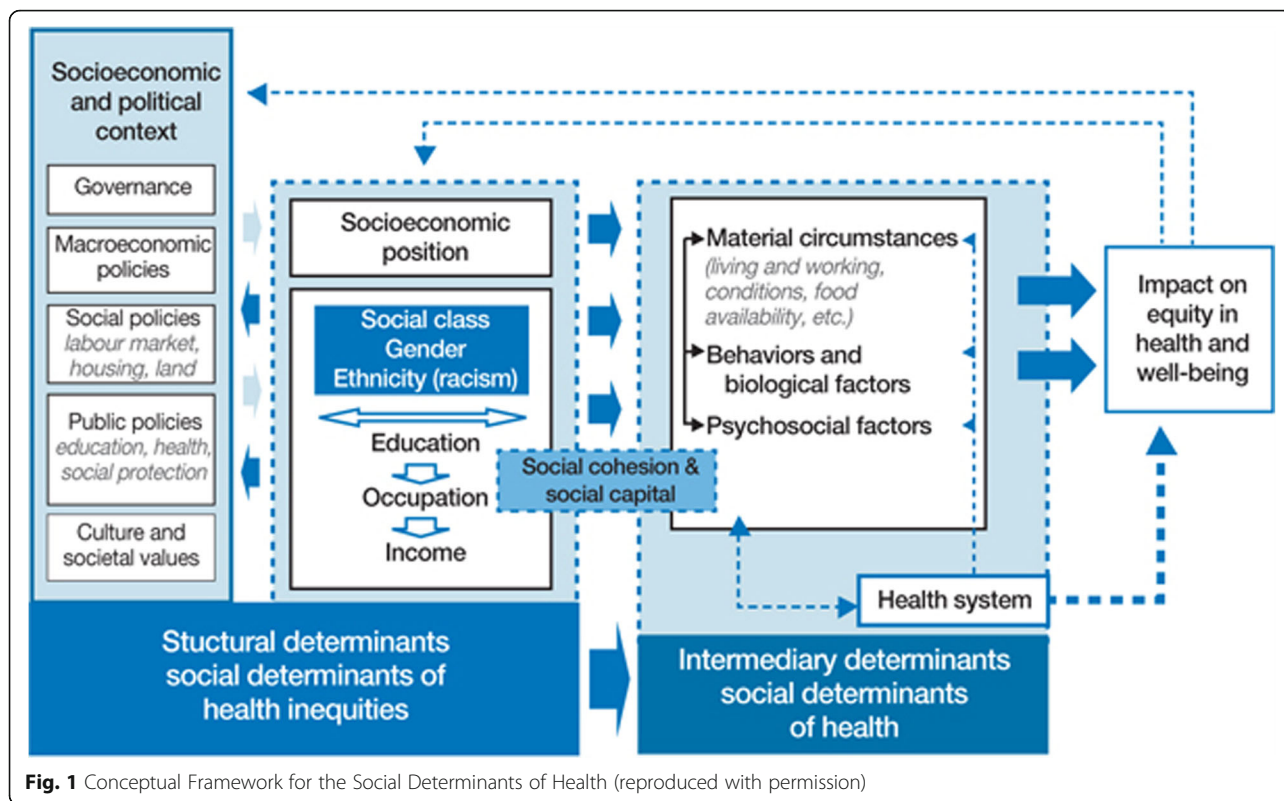 Socioeconomic
and political
context
Governance
Macroeconomic
policies
Social policies
labour market,
housing, land
Public policies
education, health,
social protection
Culture and
societal values
Socioeconomic
position
Social class
Gender
Ethnicity (racism)
Education
Occupation
Income
Social cohesion &
social capital
Material circumstances
(living and working,
conditions, food
availability, etc.)
Behaviors and
biological factors
Psychosocial factors
Health system
Impact on
equity in
health and
well-being
Stuctural determinants
social determinants of
health inequities
Intermediary determinants
social determinants
of health
Fig. 1 Conceptual Framework for the Social Determinants of Health (reproduced with permission)